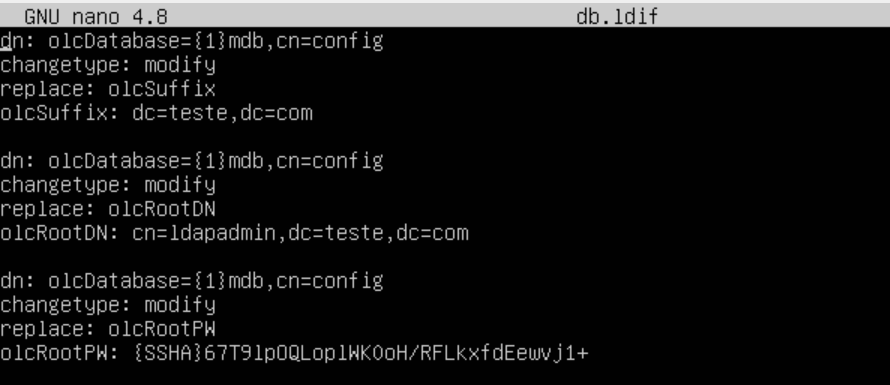 GNU nano 4.8 db.ldif
dn: olcDatabase={1}mdb,cn=config
changetype: modify
replace: olcSuffix
olcSuffix: dc=teste,dc=com
dn: olcDatabase={1}mdb,cn=config
changetype: modify
replace: olcRootDN
olcRootDN: cn=ldapadmin,dc=teste,dc=com
dn: olcDatabase={1}mdb,cn=config
changetype: modify
replace: olcRootPW
olcRootPW: {SSHA}67T9lpOQLoplWKOoH/RFLkxfdEewvj1+